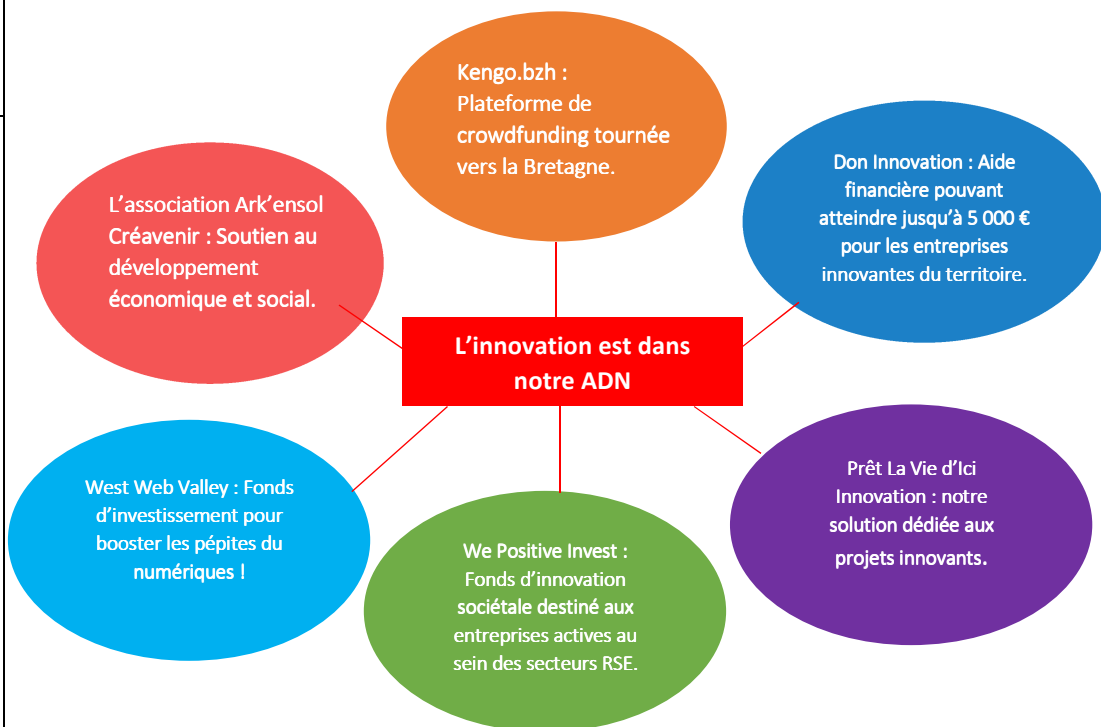 Kengo.bzh :
Plateforme de
crowdfunding tournée
vers la Bretagne.
Don Innovation : Aide
financière pouvant
atteindre jusqu’à 5 000 €
pour les entreprises
innovantes du territoire.
L’association Ark’ensol
Créavenir : Soutien au
développement
économique et social.
L’innovation est dans
notre ADN
West Web Valley : Fonds
d’investissement pour
booster les pépites du
numériques !
We Positive Invest :
Fonds d’innovation
sociétale destiné aux
entreprises actives au
sein des secteurs RSE.
Prêt La Vie d’Ici
Innovation : notre
solution dédiée aux
projets innovants.